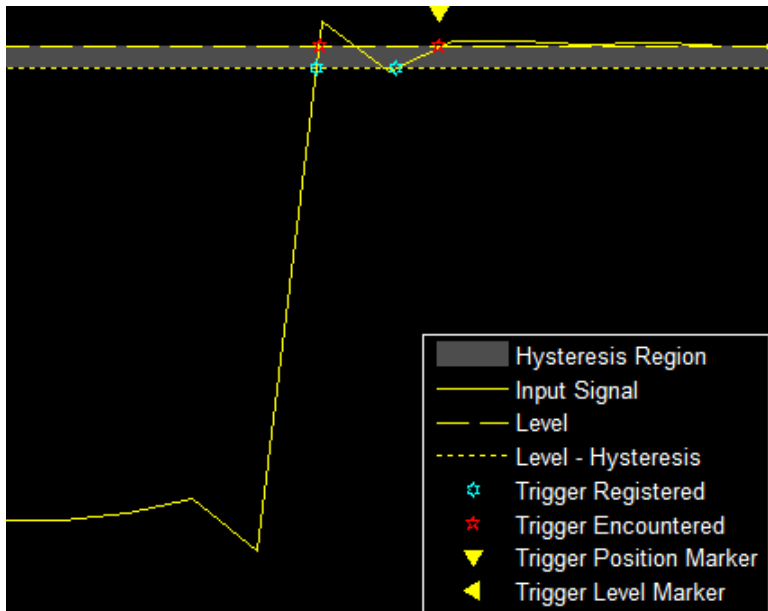 Hysteresis Region
Input Signal
Level
Level - Hysteresis
Trigger Registered
Trigger Encountered
Trigger Position Marker
Trigger Level Marker